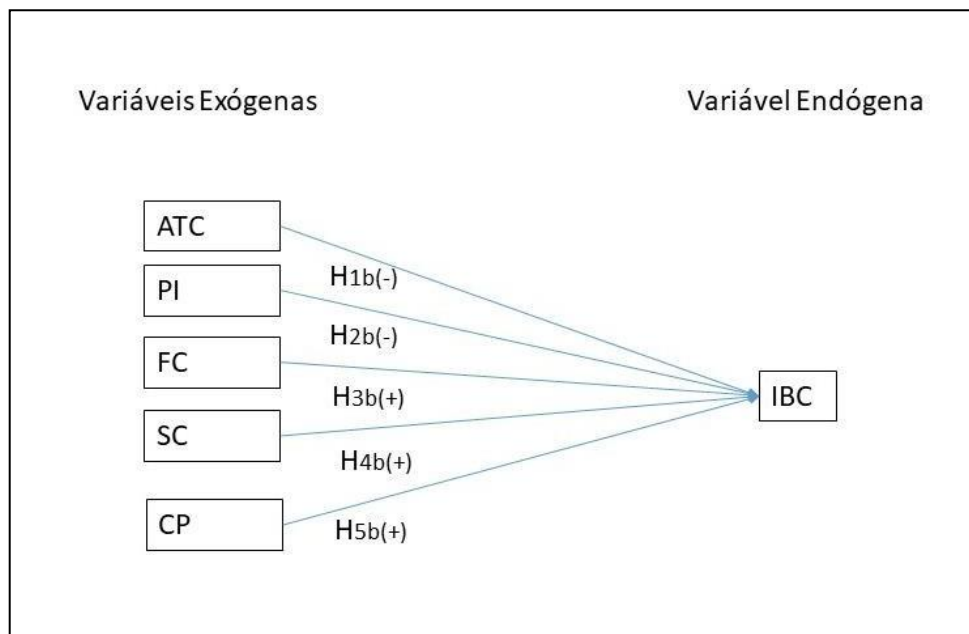 Variáveis Exógenas
Variável Endógena
ATC
H1b(-)
PI
H2b(-)
FC
H3b(+)
IBC
SC
H4b(+)
CP
H5b(+)